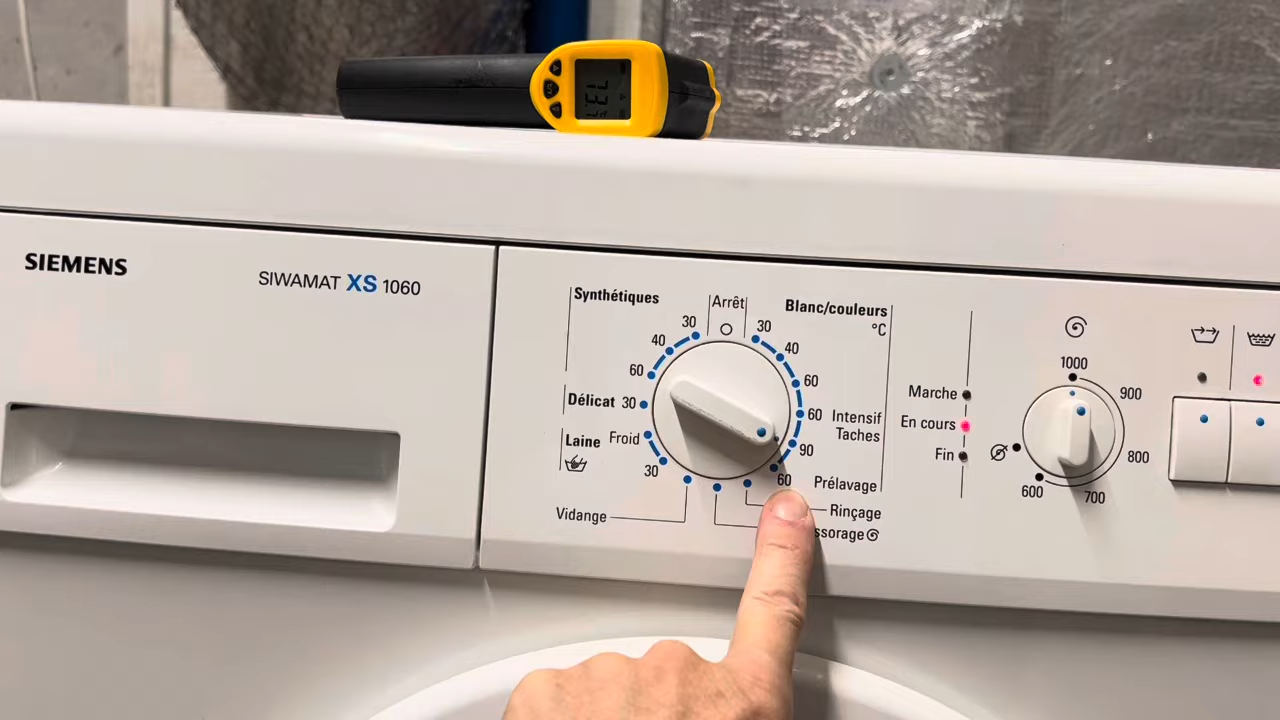 SIEMENS
SIWAMAT XS 1060
Synthétiques
30
40
60
Délicat 30
Laine
Froid
30
Vidange
Arrêt
Blanc/couleurs
°C
30
40
60
60 Intensif
Taches
90
60 Prélavage
Rinçage
ssorage
Marche
En cours
Fin
1000
900
800
700
600